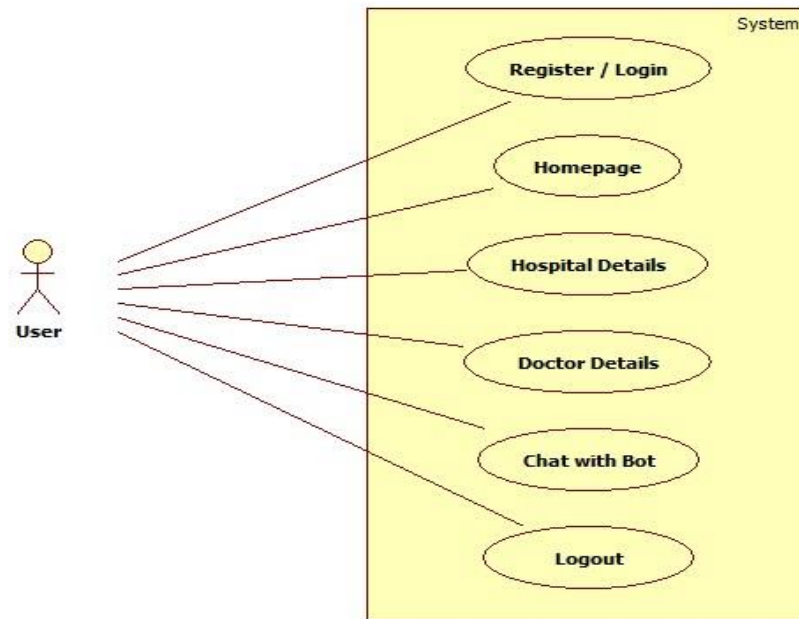 System
Register / Login
Homepage
Hospital Details
User
Doctor Details
Chat with Bot
Logout